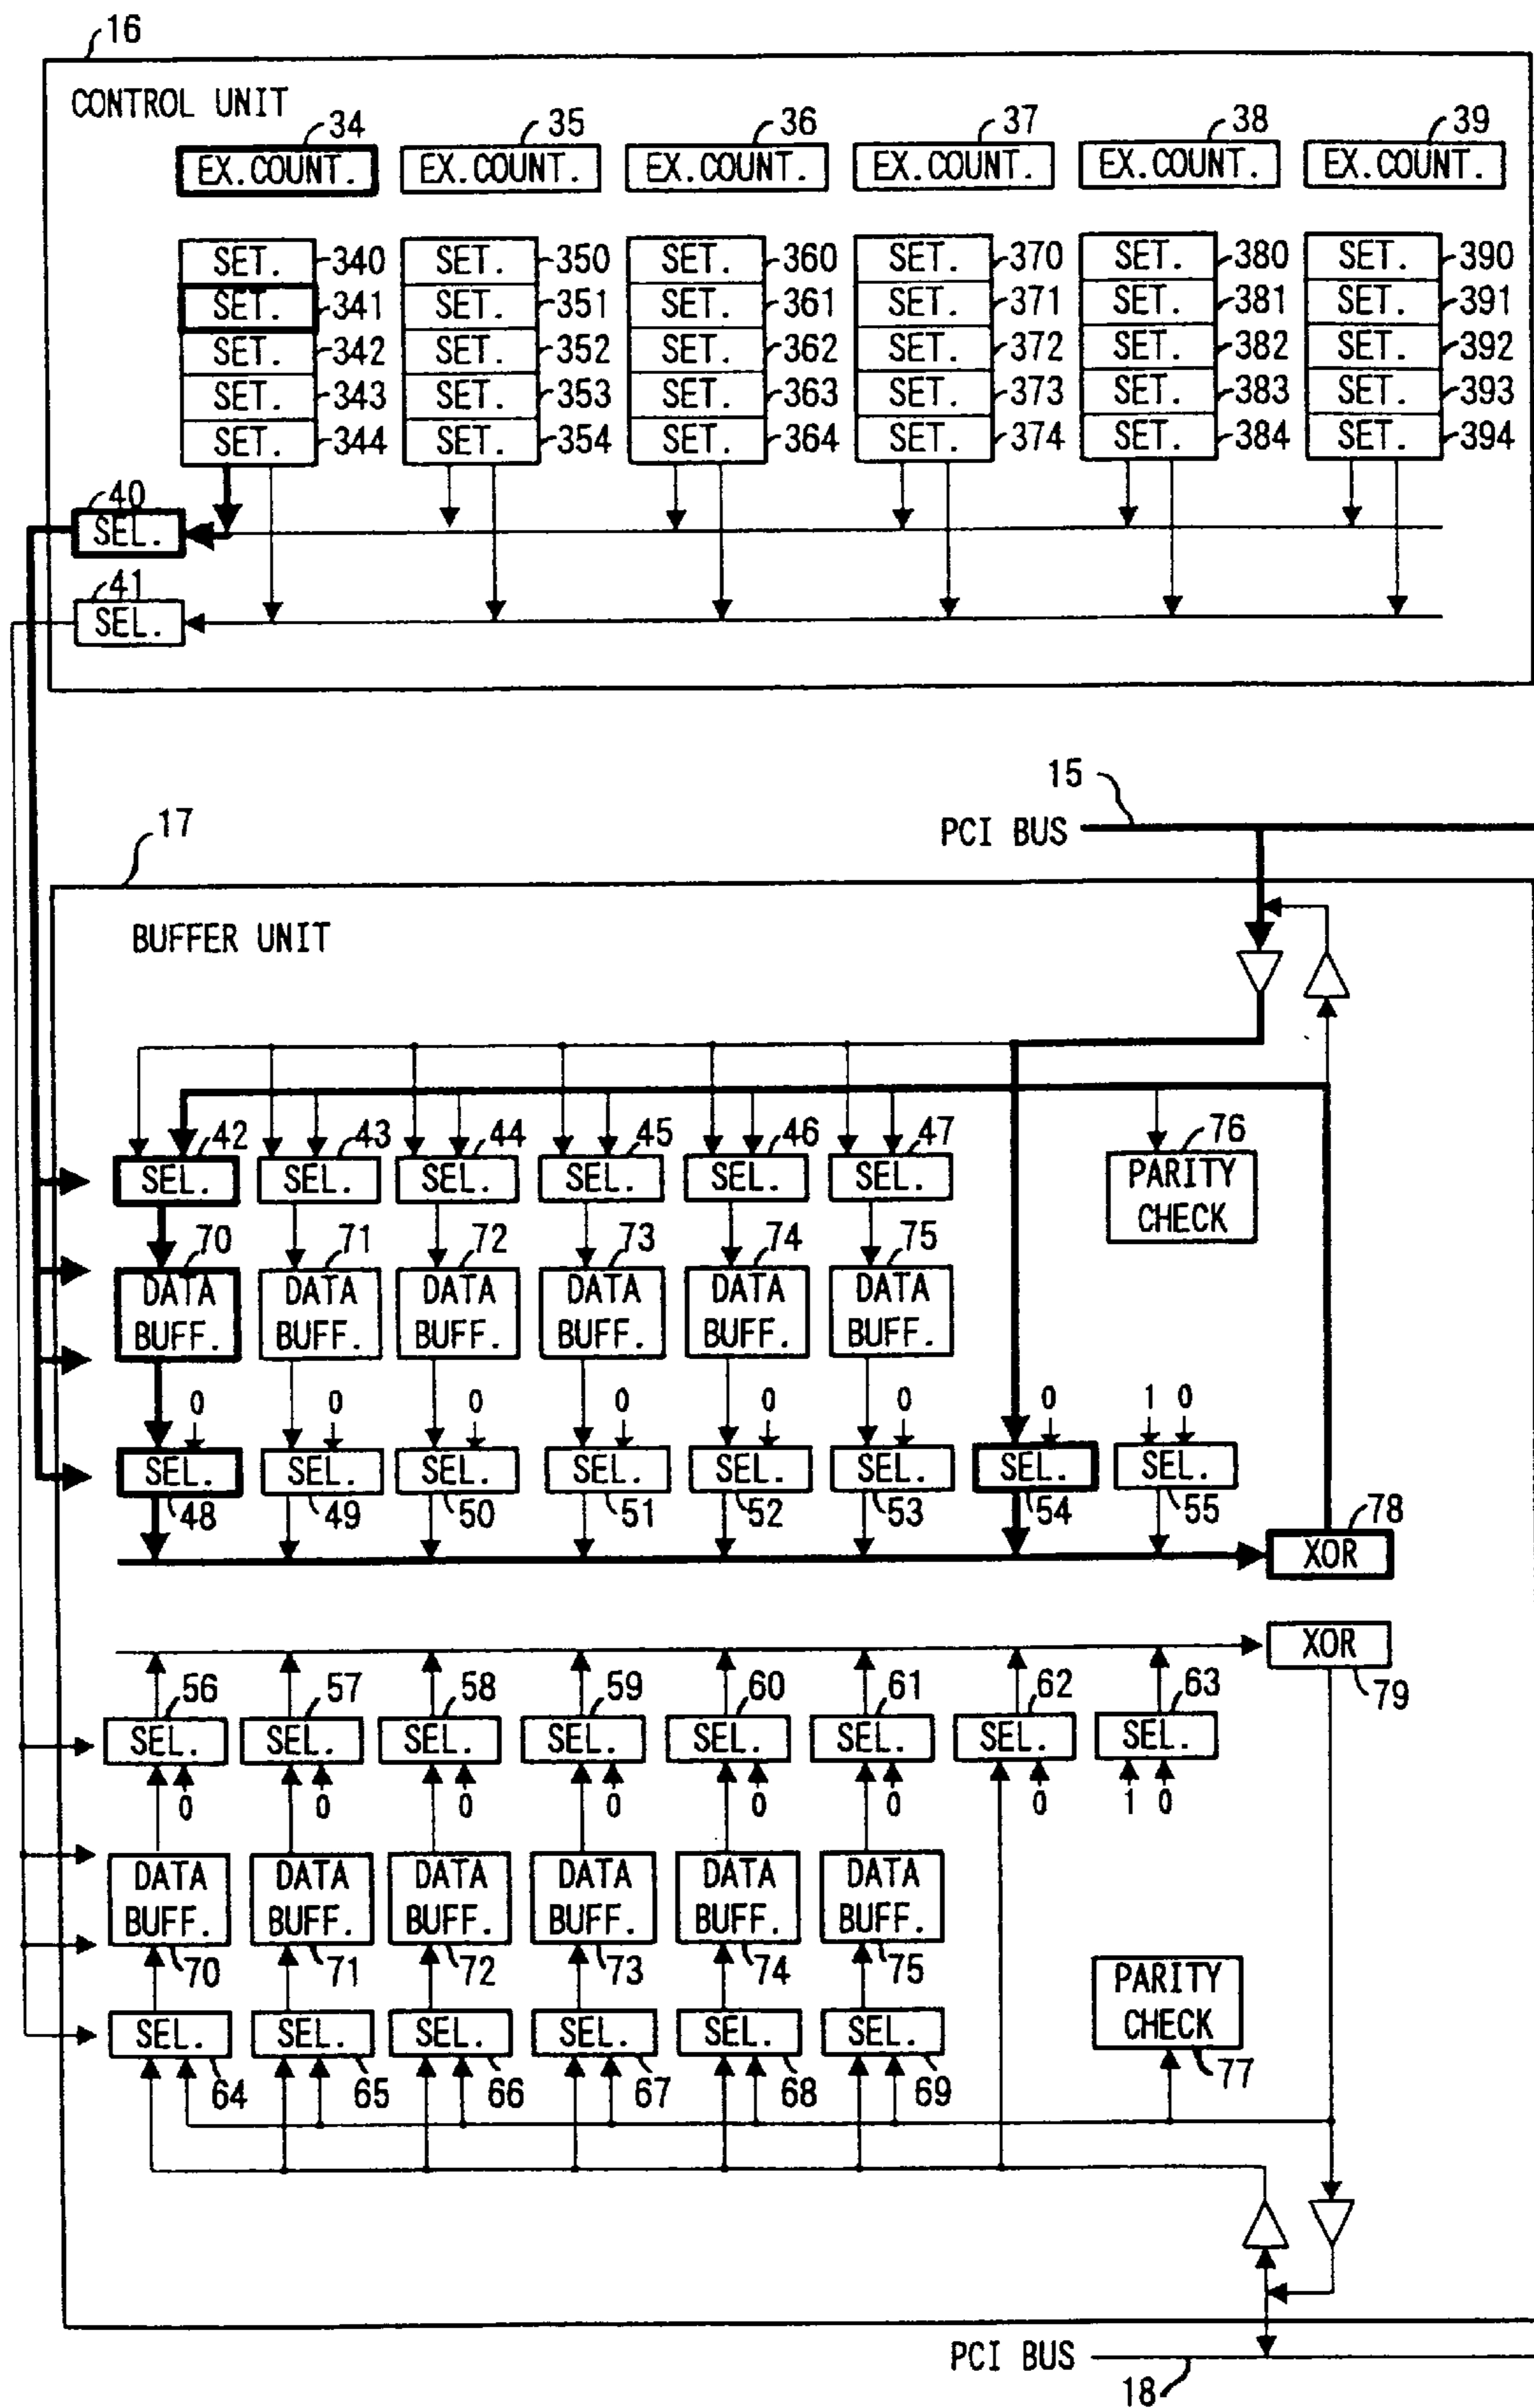 16
CONTROL UNIT
34 35 36 37 38 39
EX.COUNT. EX.COUNT. EX.COUNT. EX.COUNT. EX.COUNT. EX.COUNT.
SET. 340 SET. 350 SET. 360 SET. 370 SET. 380 SET. 390
SET. 341 SET. 351 SET. 361 SET. 371 SET. 381 SET. 391
SET. 342 SET. 352 SET. 362 SET. 372 SET. 382 SET. 392
SET. 343 SET. 353 SET. 363 SET. 373 SET. 383 SET. 393
SET. 344 SET. 354 SET. 364 SET. 374 SET. 384 SET. 394
40
SEL.
41
SEL.
15
PCI BUS
17
BUFFER UNIT
42 43 44 45 46 47 76
SEL. SEL. SEL. SEL. SEL. SEL. PARITY
CHECK
70 71 72 73 74 75
DATA DATA DATA DATA DATA DATA
BUFF. BUFF. BUFF. BUFF. BUFF. BUFF.
0 0 0 0 0 0 0 1 0
SEL. SEL. SEL. SEL. SEL. SEL. SEL. SEL.
48 49 50 51 52 53 54 55 78
XOR
XOR
56 57 58 59 60 61 62 63 79
SEL. SEL. SEL. SEL. SEL. SEL. SEL. SEL.
0 0 0 0 0 0 0 1 0
DATA DATA DATA DATA DATA DATA
BUFF. BUFF. BUFF. BUFF. BUFF. BUFF.
70 71 72 73 74 75 PARITY
CHECK
SEL. SEL. SEL. SEL. SEL. SEL.
64 65 66 67 68 69 77
PCI BUS
18